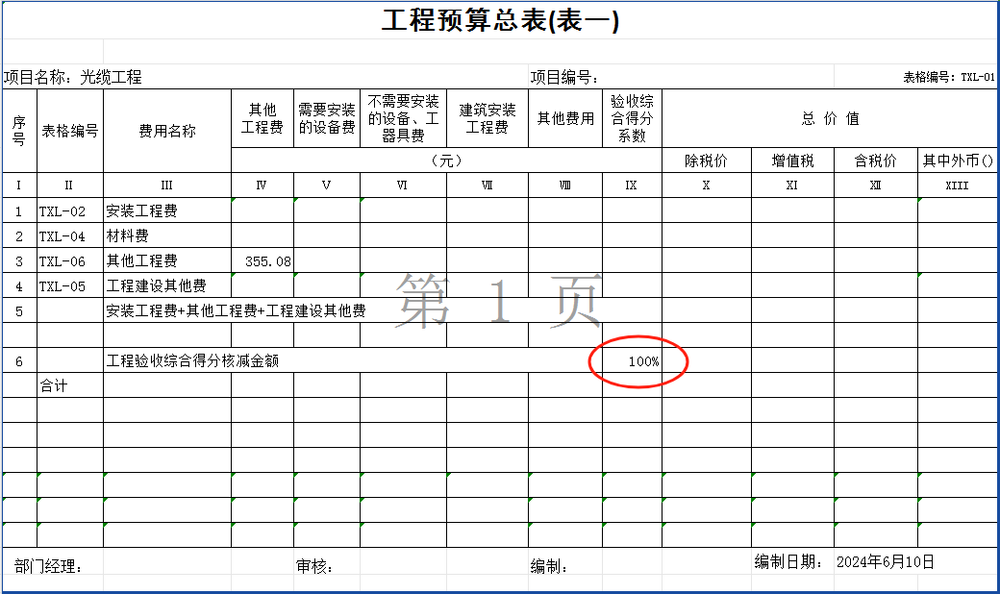 工程预算总表(表一)
项目名称：光缆工程 项目编号： 表格编号：TXL-01
序号 表格编号 费用名称 其他工程费 需要安装的设备费 不需要安装的设备、工器具费 建筑安装工程费 其他费用 验收综合得分系数 总 价 值
（元） 除税价 增值税 含税价 其中外币()
I II III IV V VI VII VIII IX X XI XII XIII
1 TXL-02 安装工程费
2 TXL-04 材料费
3 TXL-06 其他工程费 355.08
4 TXL-05 工程建设其他费
5 安装工程费+其他工程费+工程建设其他费
第 1 页
6 工程验收综合得分核减金额 100%
合计
部门经理： 审核： 编制： 编制日期： 2024年6月10日